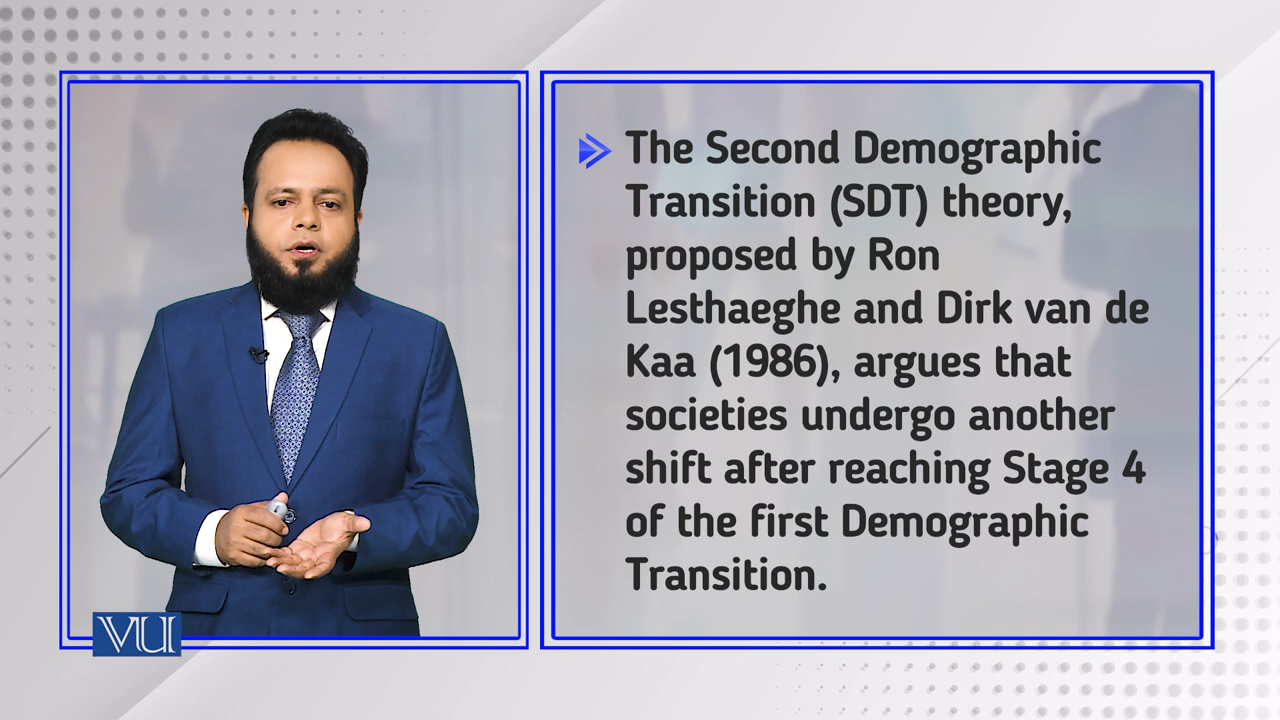 The Second Demographic
Transition (SDT) theory,
proposed by Ron
Lesthaeghe and Dirk van de
Kaa (1986), argues that
societies undergo another
shift after reaching Stage 4
of the first Demographic
Transition.
VU